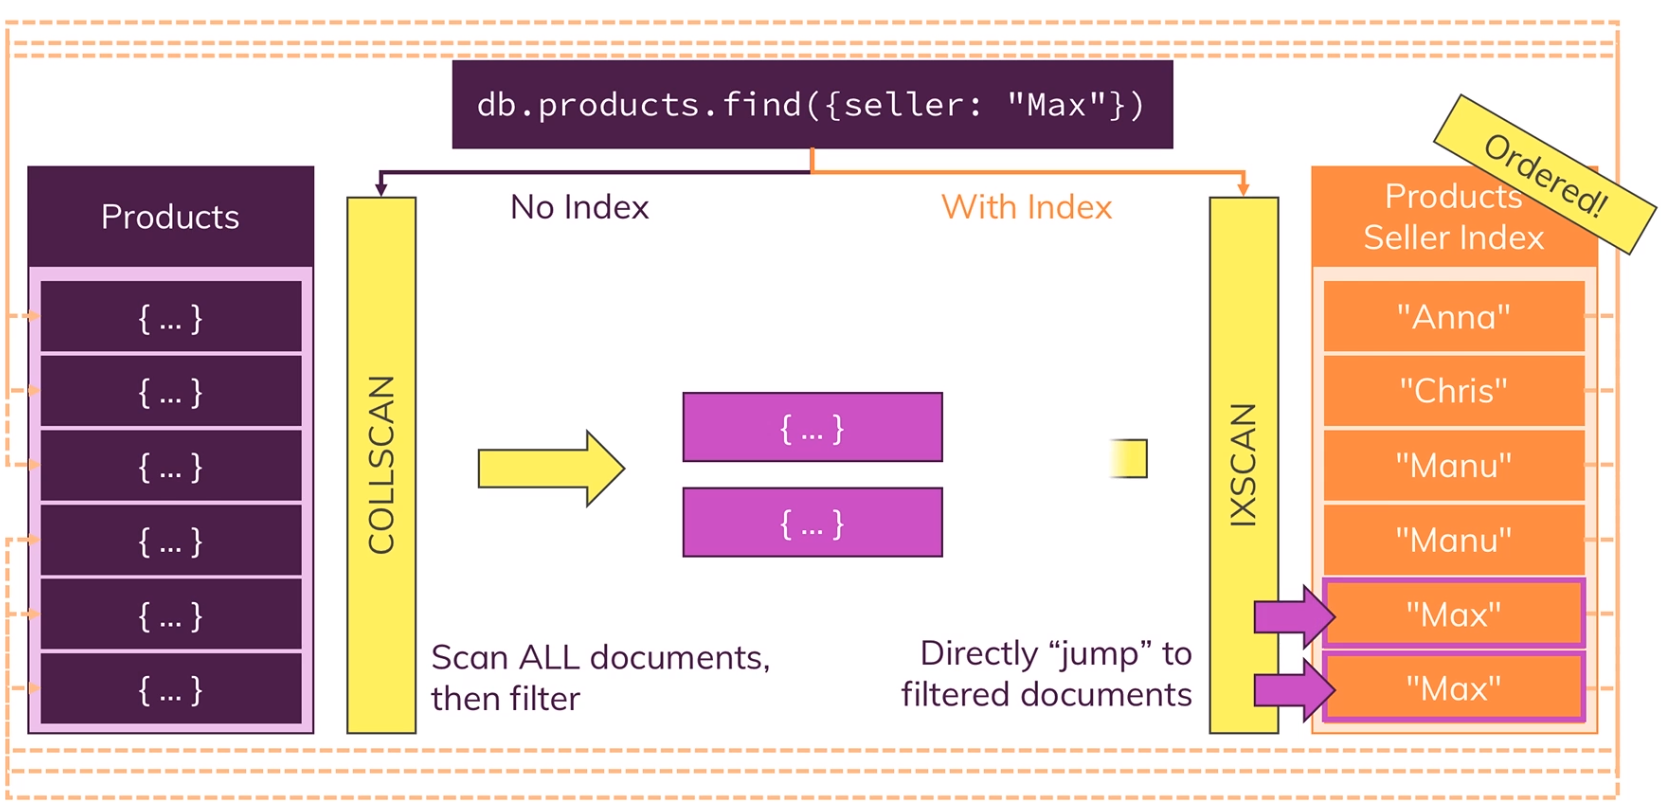 db.products.find({seller: "Max"})
Ordered!
Products
No Index
With Index
Products
Seller Index
{ ... }
{ ... }
{ ... }
{ ... }
{ ... }
{ ... }
COLLSCAN
{ ... }
{ ... }
IXSCAN
"Anna"
"Chris"
"Manu"
"Manu"
"Max"
"Max"
Scan ALL documents,
then filter
Directly “jump” to
filtered documents